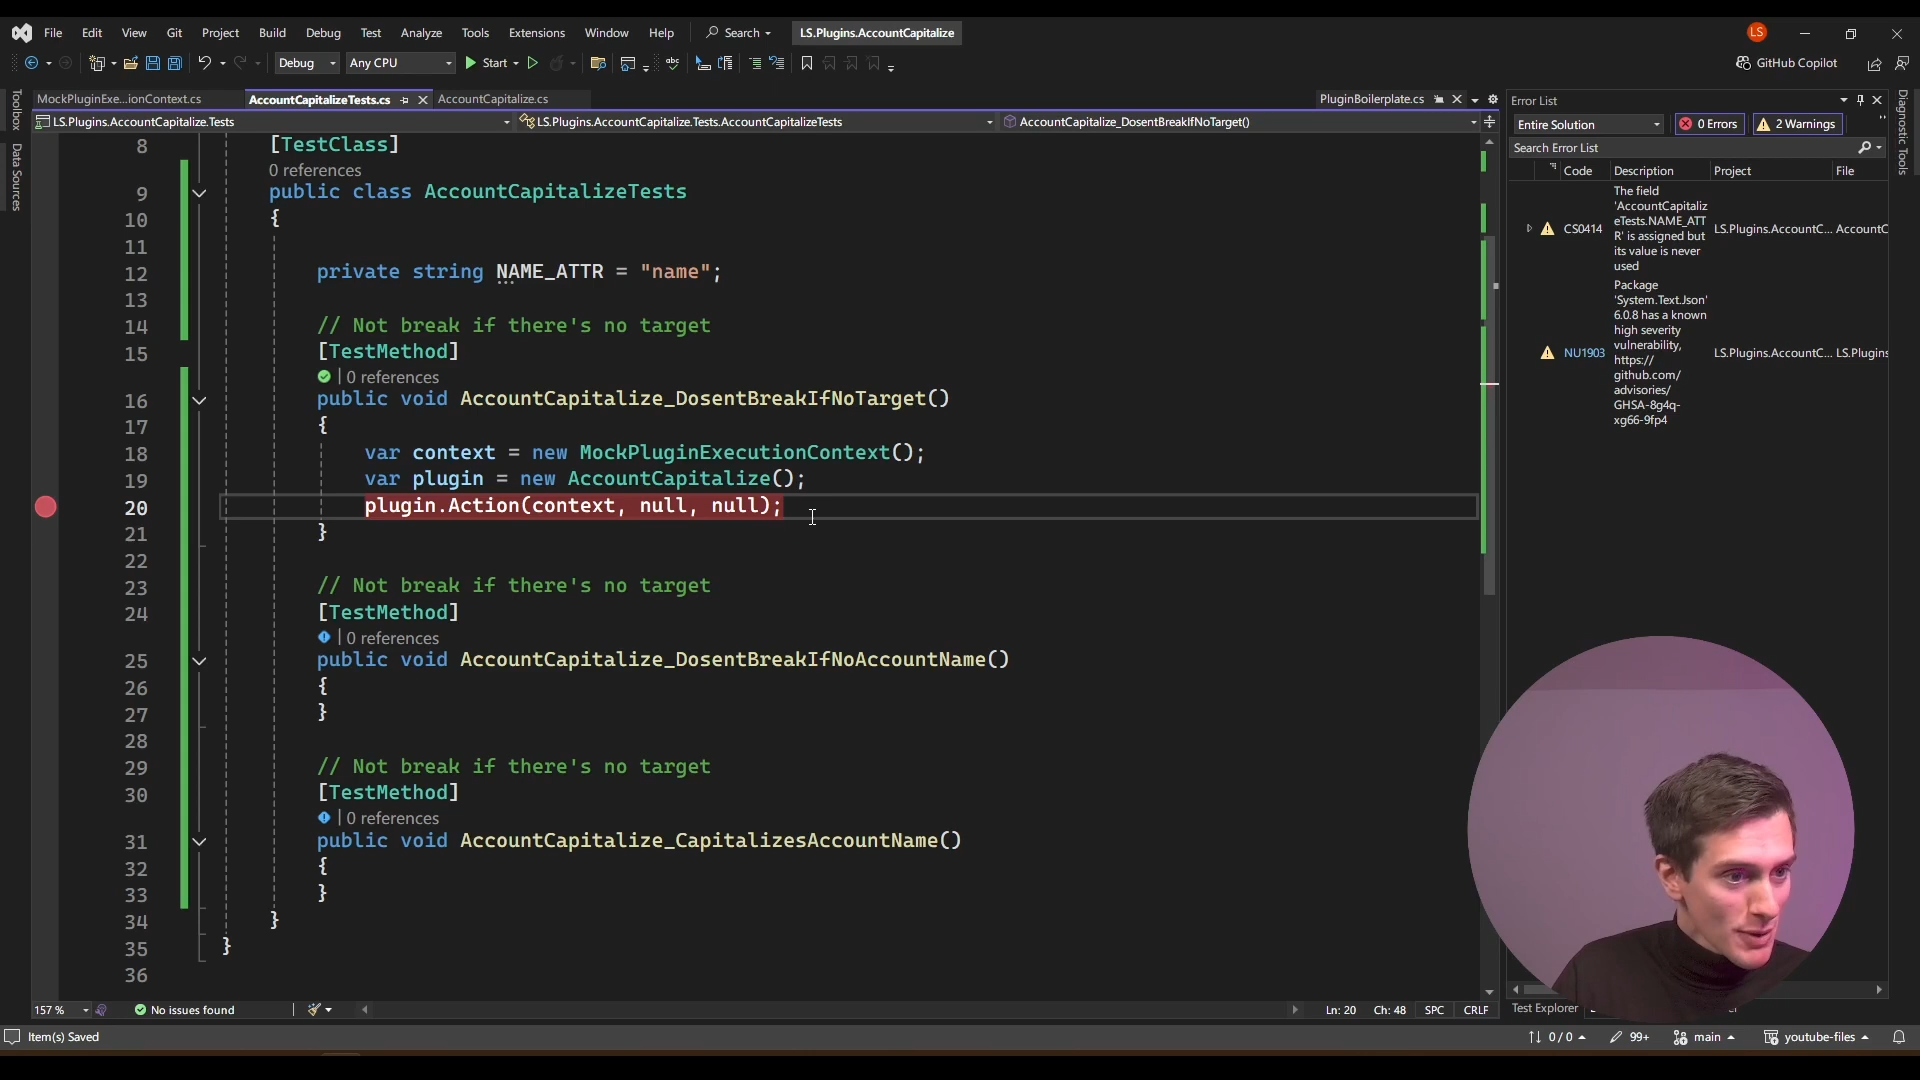 File Edit View Git Project Build Debug Test Analyze Tools Extensions Window Help Search LS.Plugins.AccountCapitalize LS
Debug Any CPU Start GitHub Copilot
MockPluginExe...ionContext.cs AccountCapitalizeTests.cs AccountCapitalize.cs PluginBoilerplate.cs
LS.Plugins.AccountCapitalize.Tests LS.Plugins.AccountCapitalize.Tests.AccountCapitalizeTests AccountCapitalize_DosentBreakIfNoTarget()
Toolbox
Data Sources
8 [TestClass]
0 references
9 public class AccountCapitalizeTests
10 {
11
12 private string NAME_ATTR = "name";
13
14 // Not break if there's no target
15 [TestMethod]
0 references
16 public void AccountCapitalize_DosentBreakIfNoTarget()
17 {
18 var context = new MockPluginExecutionContext();
19 var plugin = new AccountCapitalize();
20 plugin.Action(context, null, null);
21 }
22
23 // Not break if there's no target
24 [TestMethod]
0 references
25 public void AccountCapitalize_DosentBreakIfNoAccountName()
26 {
27 }
28
29 // Not break if there's no target
30 [TestMethod]
0 references
31 public void AccountCapitalize_CapitalizesAccountName()
32 {
33 }
34 }
35 }
36
157 % No issues found Ln: 20 Ch: 48 SPC CRLF
Error List
Entire Solution 0 Errors 2 Warnings
Search Error List
Code Description Project File
The field
'AccountCapitaliz
eTests.NAME_ATT
CS0414 R' is assigned but LS.Plugins.AccountC... AccountC
its value is never
used
Package
'System.Text.Json'
6.0.8 has a known
high severity
vulnerability,
NU1903 https:// LS.Plugins.AccountC... LS.Plugins
github.com/
advisories/
GHSA-8g4q-
xg66-9fp4
Diagnostic Tools
Test Explorer
Item(s) Saved 0 / 0 99+ main youtube-files